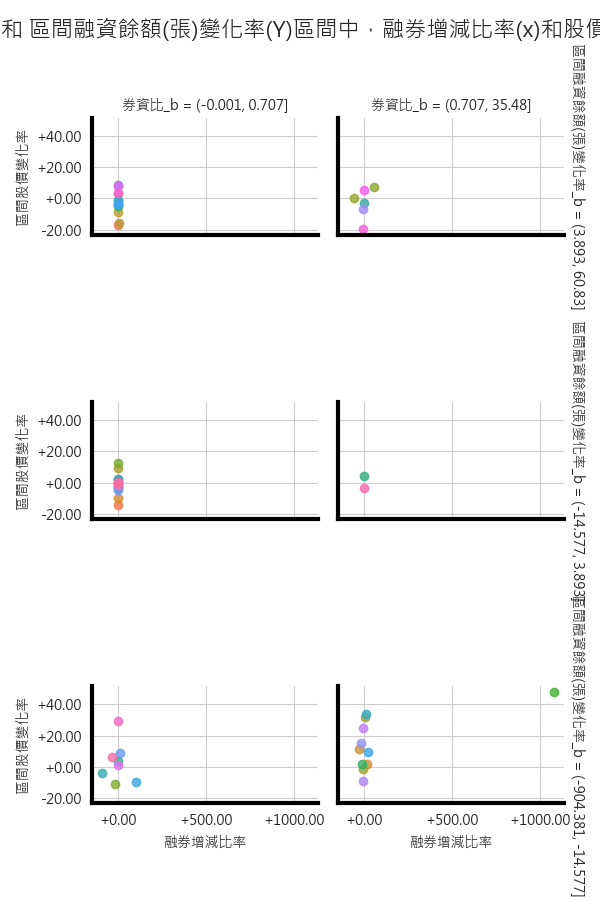 和 區間融資餘額(張)變化率(Y)區間中，融券增減比率(x)和股價
券資比_b = (-0.001, 0.707]
券資比_b = (0.707, 35.48]
區間股價變化率
+40.00
+20.00
+0.00
-20.00
區間融資餘額(張)變化率_b = (3.893, 60.83]
區間股價變化率
+40.00
+20.00
+0.00
-20.00
區間融資餘額(張)變化率_b = (-14.577, 3.893]
區間股價變化率
+40.00
+20.00
+0.00
-20.00
區間融資餘額(張)變化率_b = (-904.381, -14.577]
+0.00
+500.00
+1000.00
+0.00
+500.00
+1000.00
融券增減比率
融券增減比率